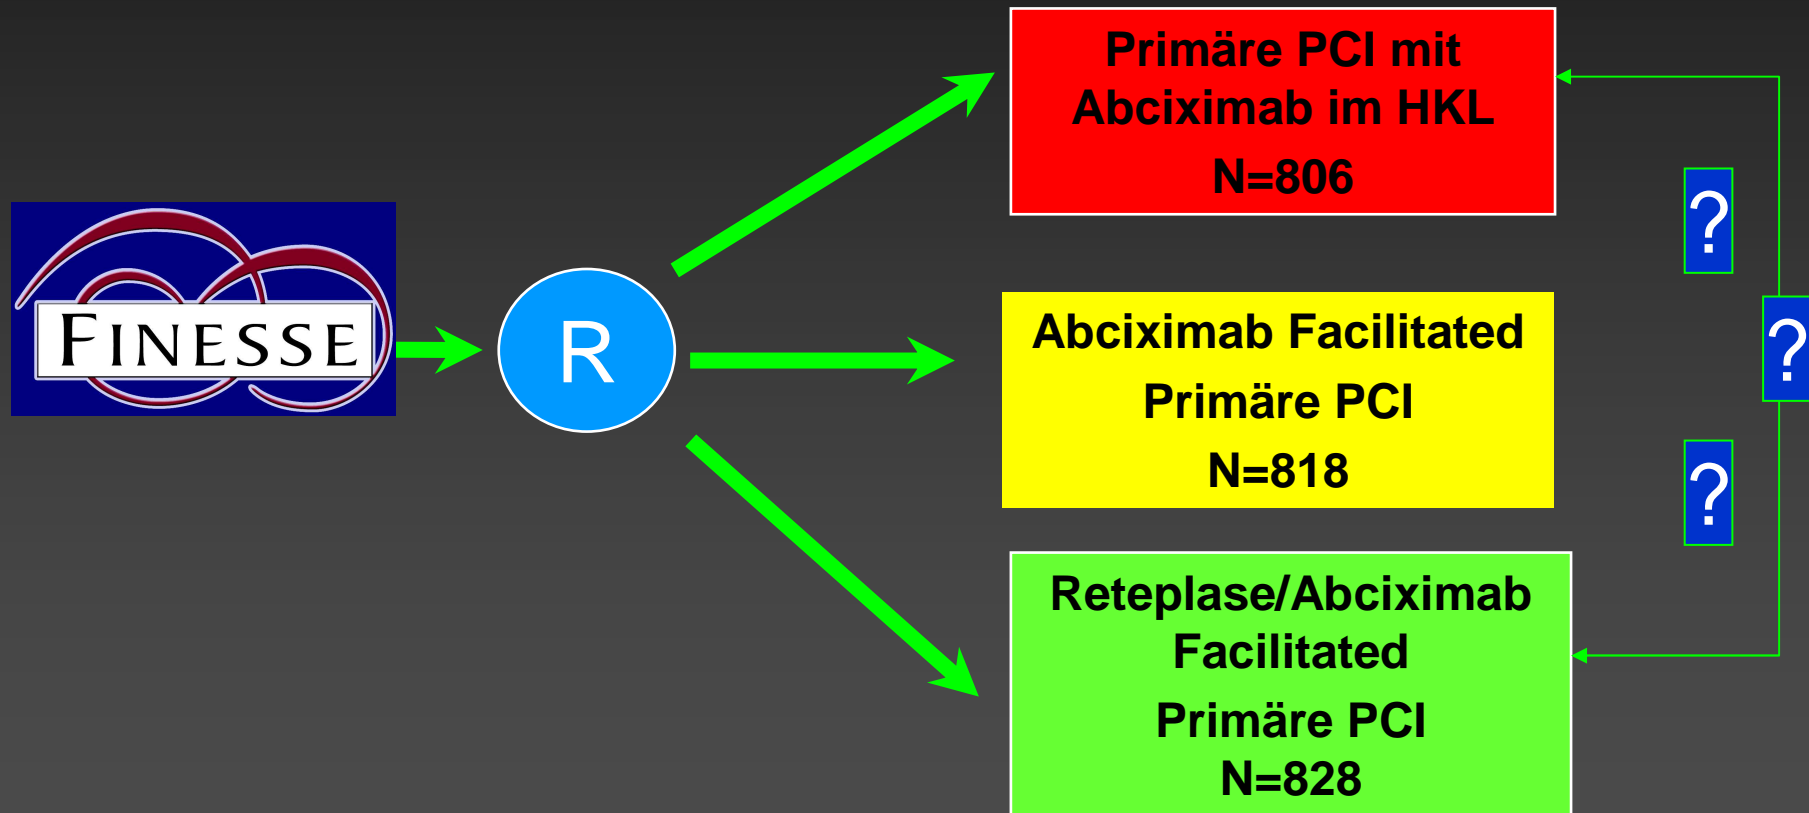 FINESSE
R
Primäre PCI mit
Abciximab im HKL
N=806
Abciximab Facilitated
Primäre PCI
N=818
Reteplase/Abciximab
Facilitated
Primäre PCI
N=828
?
?
?